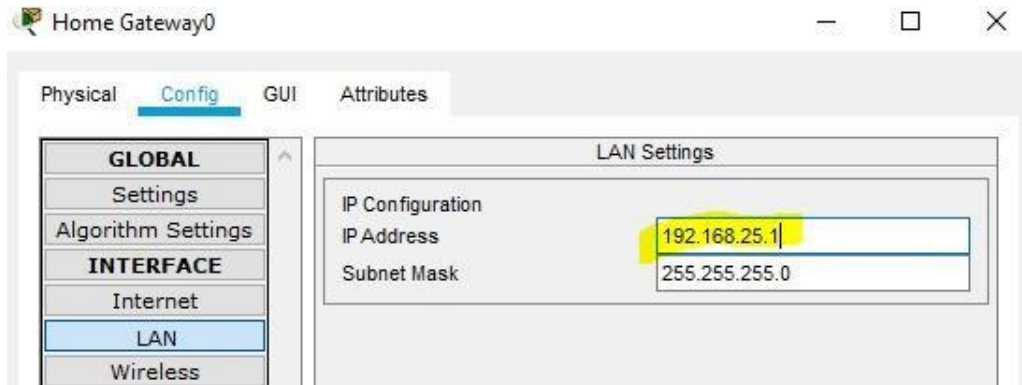 Home Gateway0
Physical Config GUI Attributes
GLOBAL
Settings
Algorithm Settings
INTERFACE
Internet
LAN
Wireless
LAN Settings
IP Configuration
IP Address 192.168.25.1
Subnet Mask 255.255.255.0